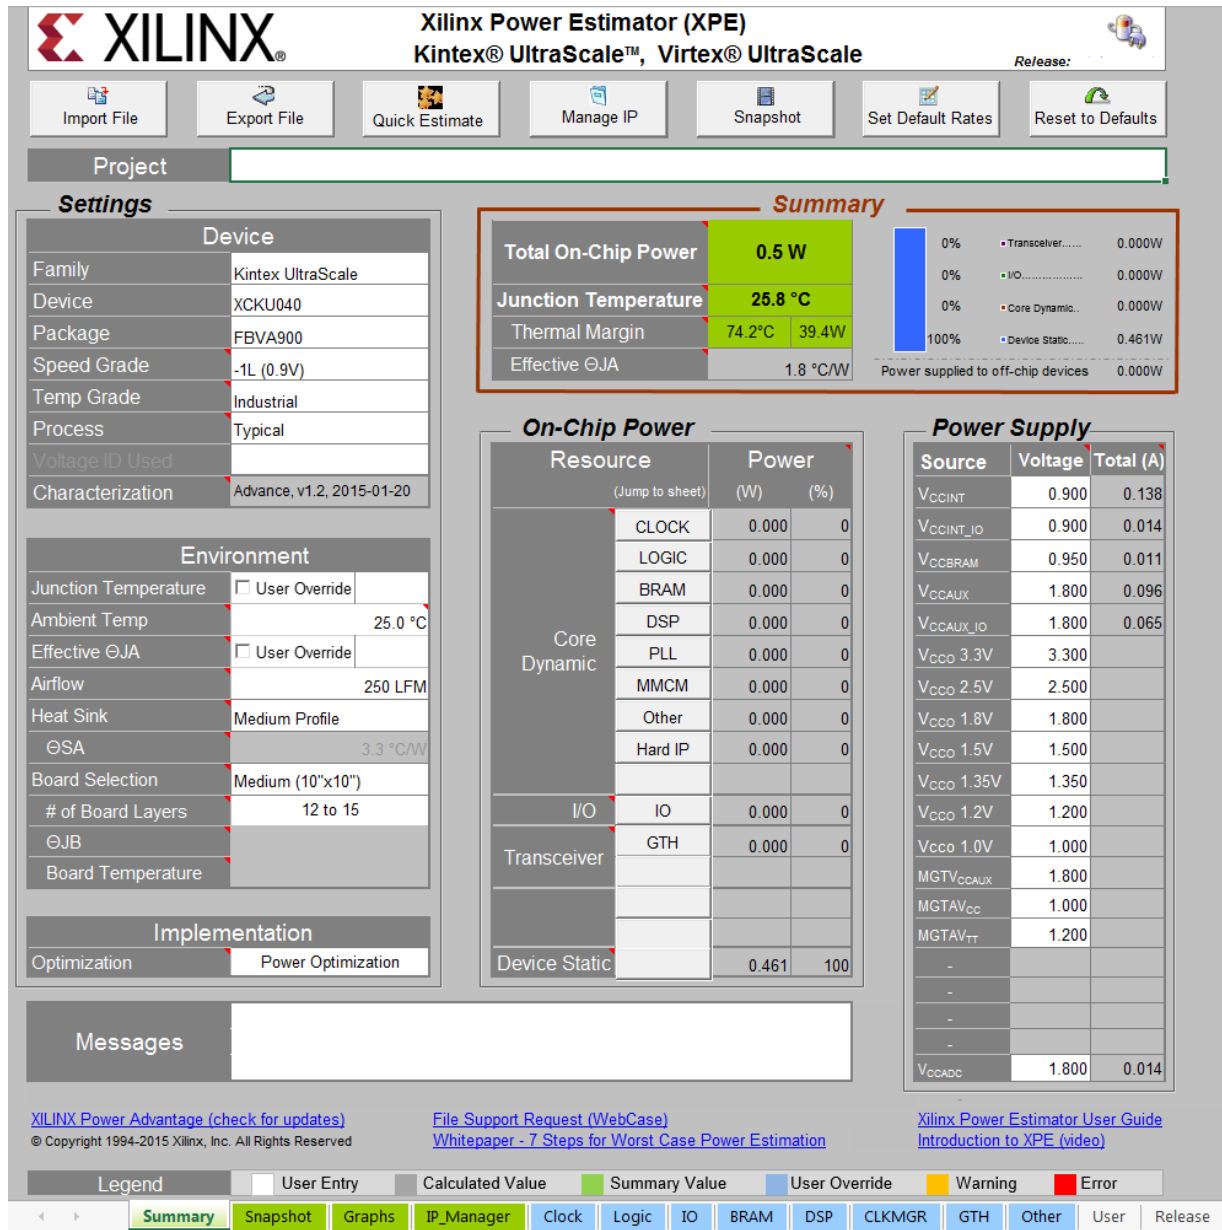 XILINX®
Xilinx Power Estimator (XPE)
Kintex® UltraScale™, Virtex® UltraScale
Release:
Import File
Export File
Quick Estimate
Manage IP
Snapshot
Set Default Rates
Reset to Defaults
Project
Settings
Device
Family Kintex UltraScale
Device XCKU040
Package FBVA900
Speed Grade -1L (0.9V)
Temp Grade Industrial
Process Typical
Voltage ID Used
Characterization Advance, v1.2, 2015-01-20
Environment
Junction Temperature User Override
Ambient Temp 25.0 °C
Effective ΘJA User Override
Airflow 250 LFM
Heat Sink Medium Profile
ΘSA 3.3 °C/W
Board Selection Medium (10"x10")
# of Board Layers 12 to 15
ΘJB
Board Temperature
Implementation
Optimization Power Optimization
Summary
Total On-Chip Power 0.5 W
Junction Temperature 25.8 °C
Thermal Margin 74.2°C 39.4W
Effective ΘJA 1.8 °C/W
0% Transceiver...... 0.000W
0% I/O................. 0.000W
0% Core Dynamic.. 0.000W
100% Device Static..... 0.461W
Power supplied to off-chip devices 0.000W
On-Chip Power
Resource Power
(Jump to sheet) (W) (%)
Core Dynamic
CLOCK 0.000 0
LOGIC 0.000 0
BRAM 0.000 0
DSP 0.000 0
PLL 0.000 0
MMCM 0.000 0
Other 0.000 0
Hard IP 0.000 0
I/O IO 0.000 0
Transceiver GTH 0.000 0
Device Static 0.461 100
Power Supply
Source Voltage Total (A)
VCCINT 0.900 0.138
VCCINT_IO 0.900 0.014
VCCBRAM 0.950 0.011
VCCAUX 1.800 0.096
VCCAUX_IO 1.800 0.065
VCCO 3.3V 3.300
VCCO 2.5V 2.500
VCCO 1.8V 1.800
VCCO 1.5V 1.500
VCCO 1.35V 1.350
VCCO 1.2V 1.200
Vcco 1.0V 1.000
MGTVCCAUX 1.800
MGTAVCC 1.000
MGTAVTT 1.200
-
-
-
-
VCCADC 1.800 0.014
Messages
XILINX Power Advantage (check for updates)
File Support Request (WebCase)
Xilinx Power Estimator User Guide
© Copyright 1994-2015 Xilinx, Inc. All Rights Reserved
Whitepaper - 7 Steps for Worst Case Power Estimation
Introduction to XPE (video)
Legend User Entry Calculated Value Summary Value User Override Warning Error
Summary Snapshot Graphs IP_Manager Clock Logic IO BRAM DSP CLKMGR GTH Other User Release